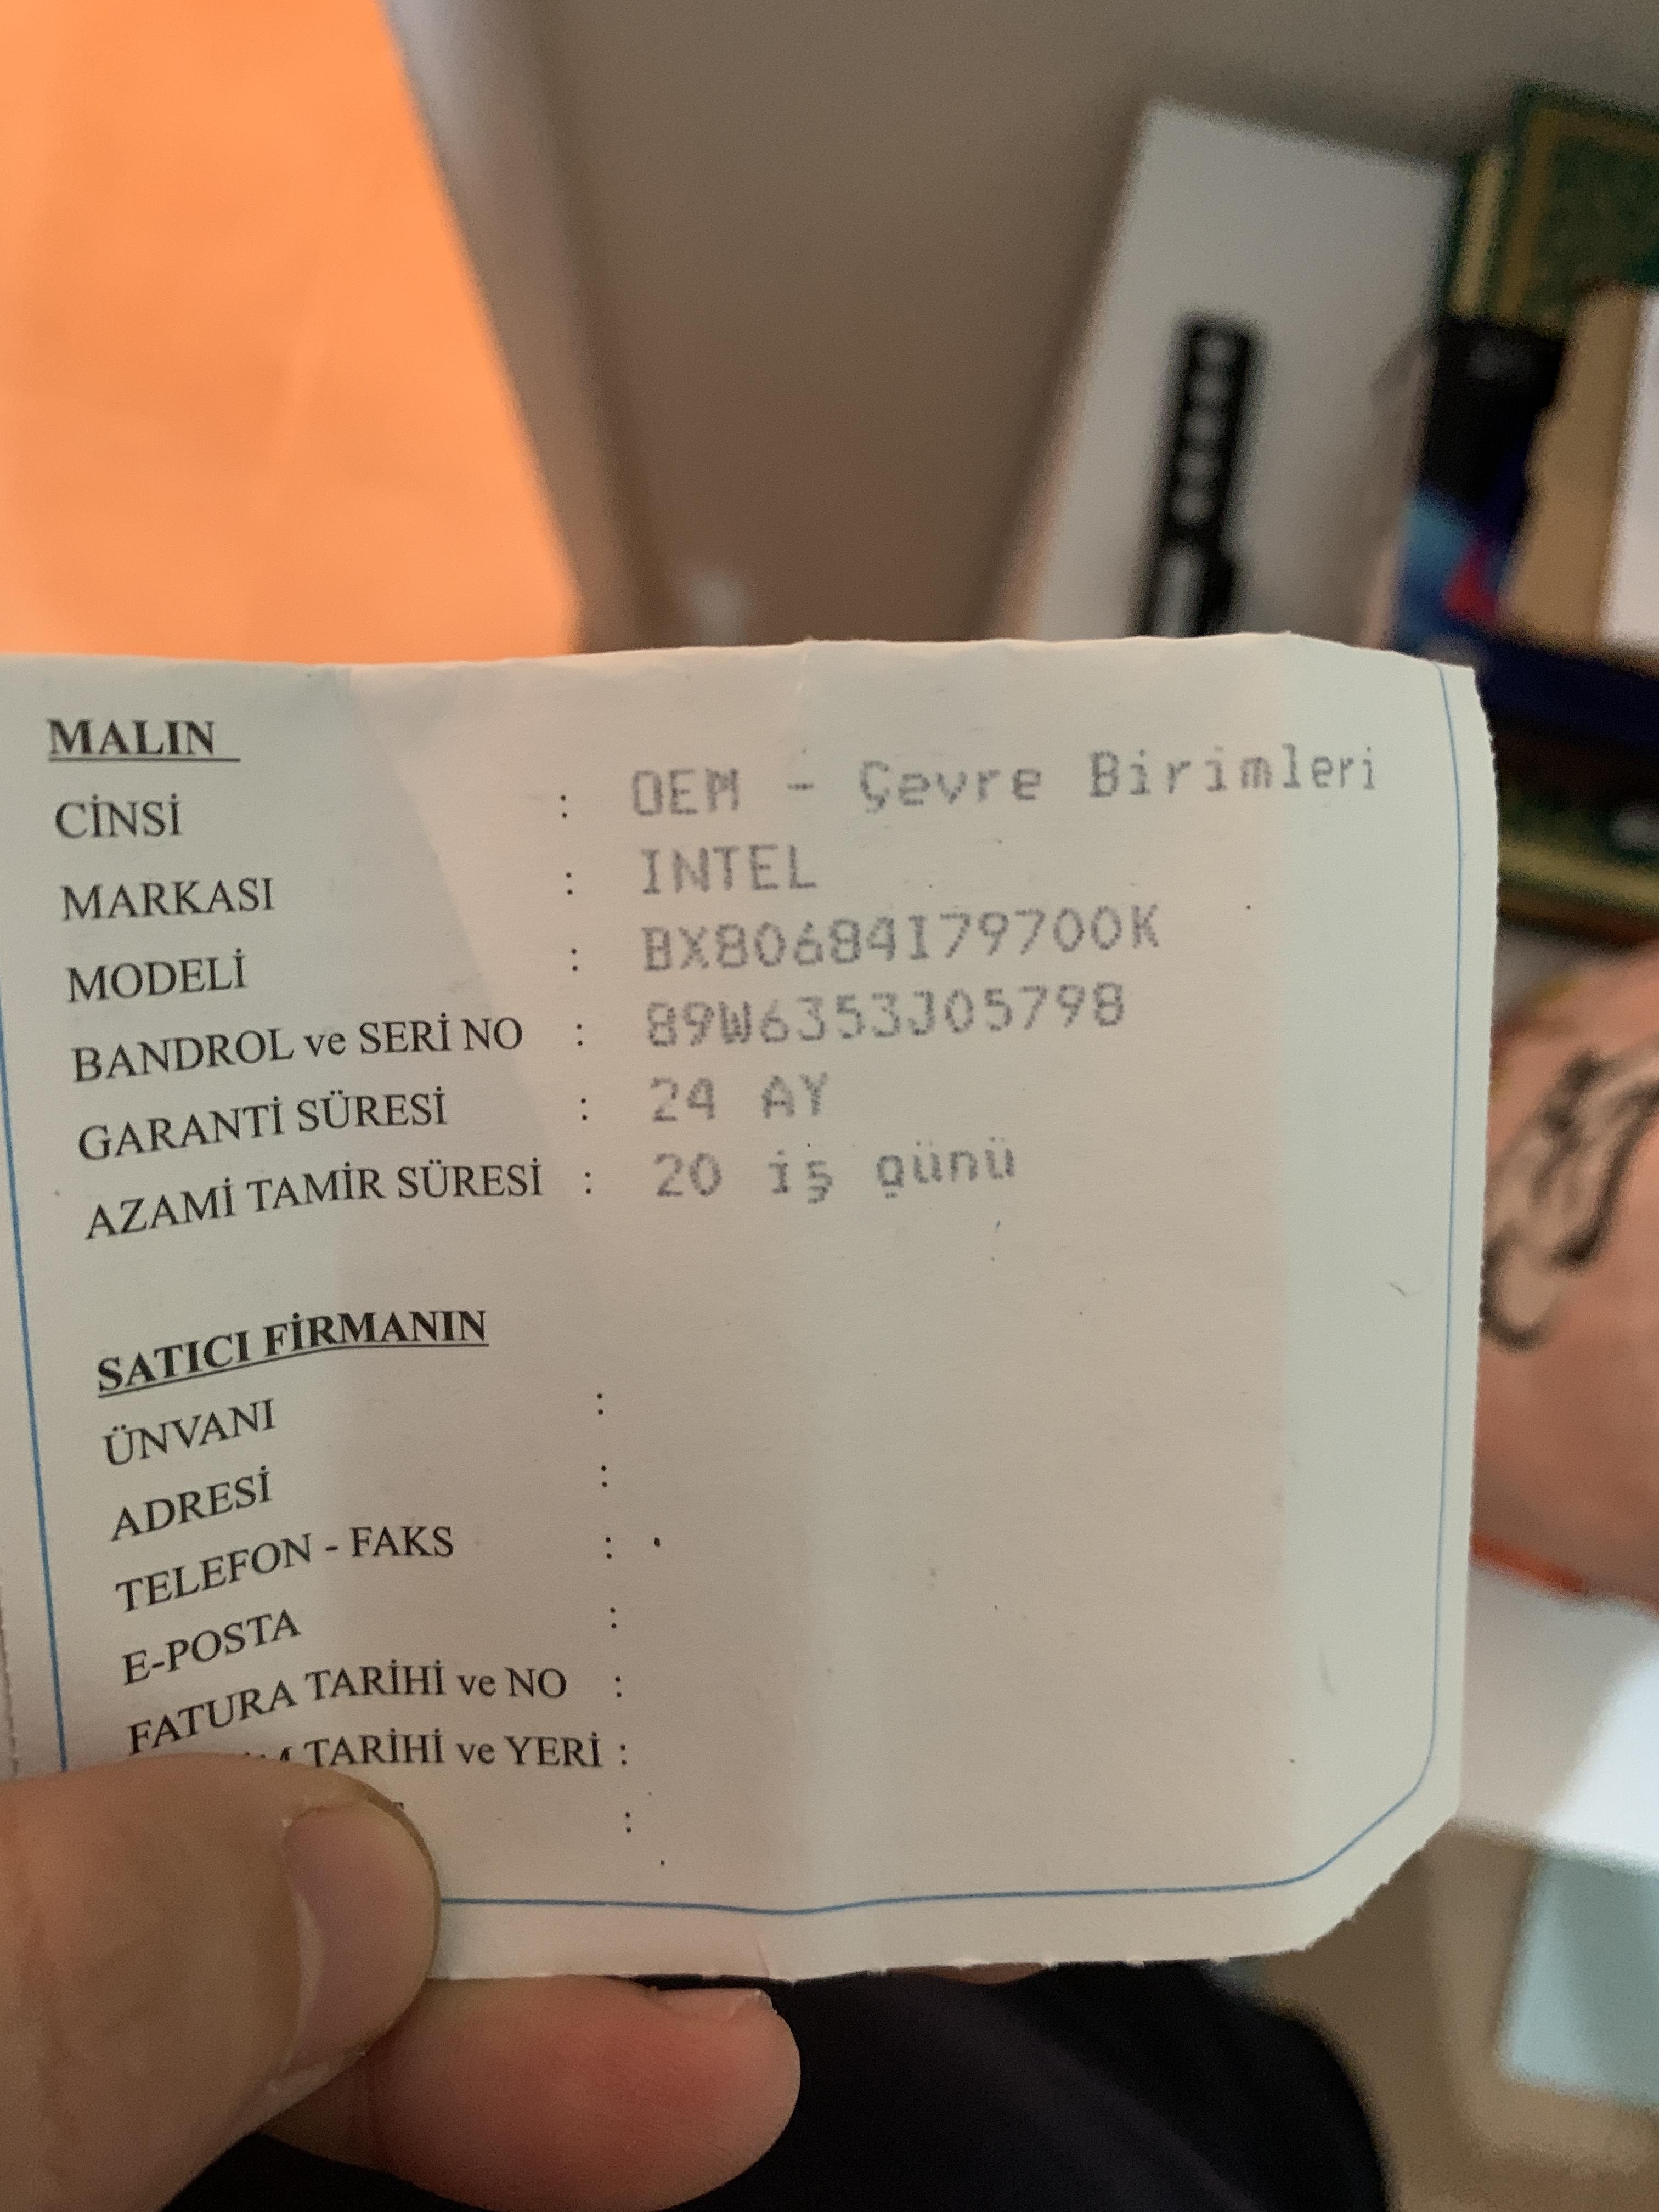 MALIN
CİNSİ : OEM - Çevre Birimleri
MARKASI : INTEL
MODELİ : BX80684I79700K
BANDROL ve SERİ NO : 89W6353J05798
GARANTİ SÜRESİ : 24 AY
AZAMİ TAMİR SÜRESİ : 20 iş günü
SATICI FİRMANIN
ÜNVANI :
ADRESİ :
TELEFON - FAKS :
E-POSTA :
FATURA TARİHİ ve NO :
TARİHİ ve YERİ :
: